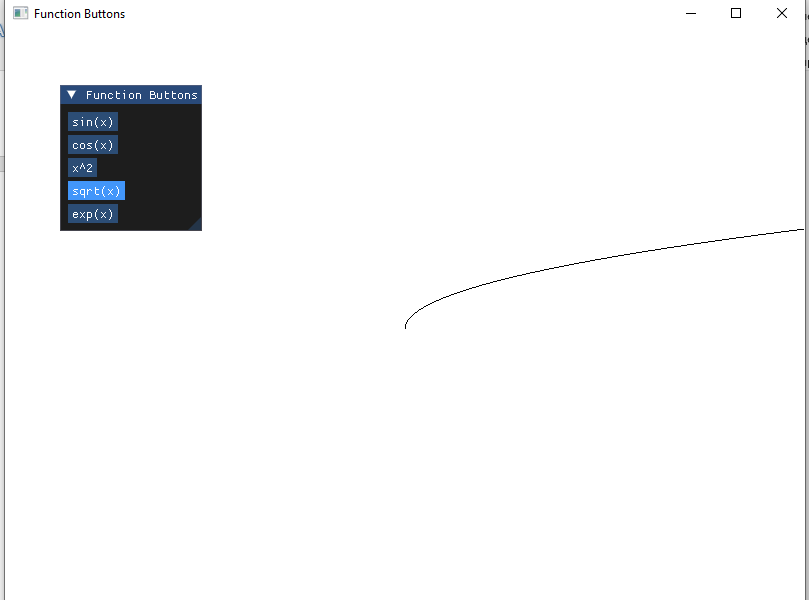 Function Buttons
Function Buttons
sin(x)
cos(x)
x^2
sqrt(x)
exp(x)